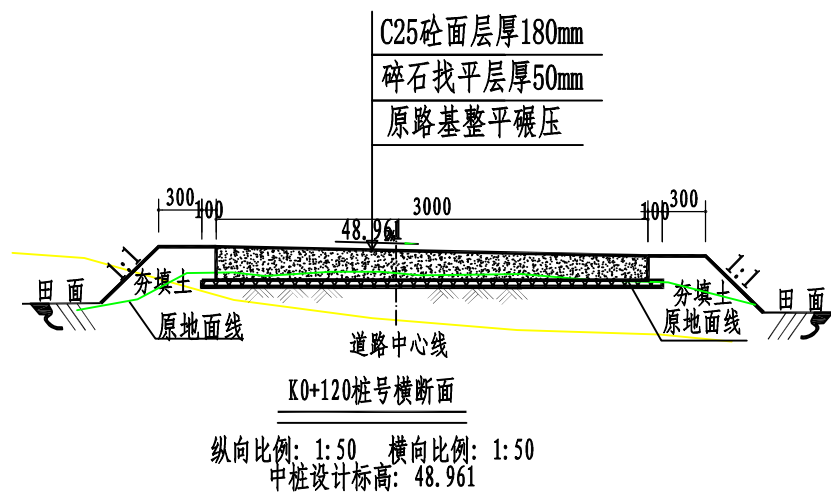 C25砼面层厚180mm
碎石找平层厚50mm
原路基整平碾压
300 100 3000 100 300
48.961
1:1 1:1
田 面 夯填土 夯填土 田 面
原地面线 原地面线
道路中心线
K0+120桩号横断面
纵向比例: 1:50 横向比例: 1:50
中桩设计标高: 48.961